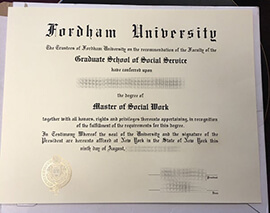 Fordham University
The Trustees of Fordham University on the recommendation of the Faculty of the
Graduate School of Social Service
have conferred upon
the degree of
Master of Social Work
together with all honors, rights and privileges thereunto appertaining, in recognition
of the fulfillment of the requirements for this degree.
In Testimony Whereof the seal of the University and the signature of the
President are hereunto affixed at New York in the State of New York this
ninth day of August,
President